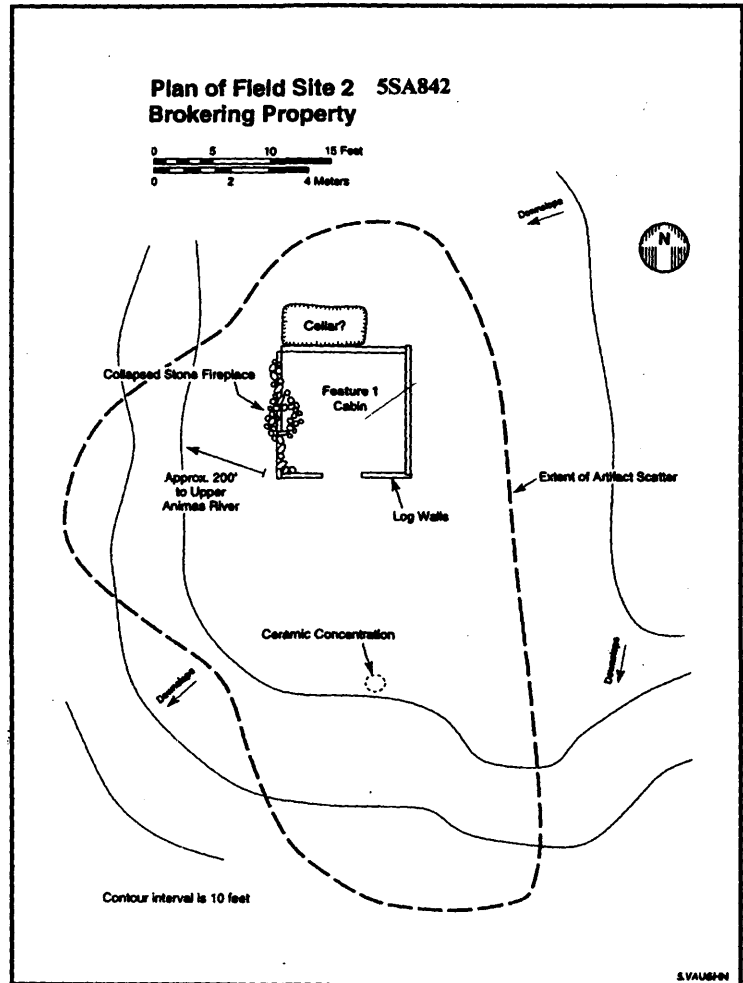 Plan of Field Site 2 5SA842
Brokering Property
0 5 10 15 Feet
0 2 4 Meters
Downslope
N
Cellar?
Collapsed Stone Fireplace
Feature 1
Cabin
Approx. 200'
to Upper
Animas River
Extent of Artifact Scatter
Log Walls
Ceramic Concentration
Downslope
Downslope
Contour interval is 10 feet
S.VAUGHN